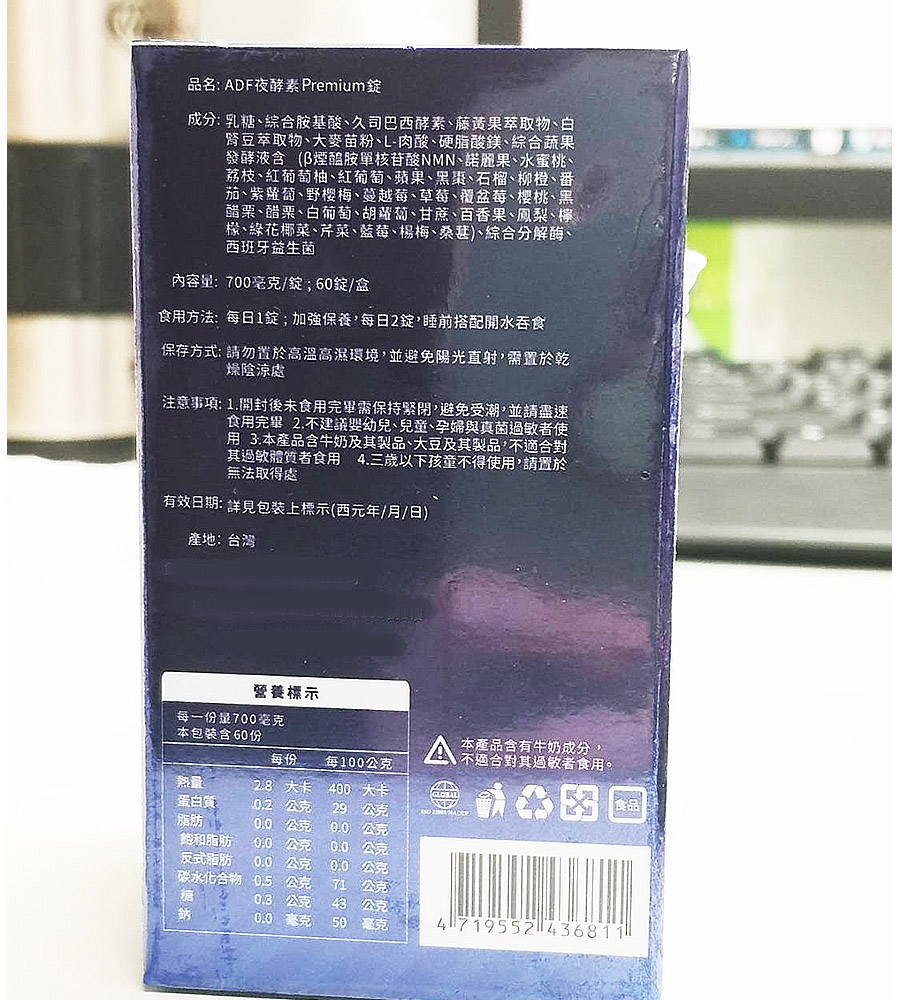 品名: ADF夜酵素Premium錠
成分: 乳糖、綜合胺基酸、久司巴西酵素、藤黃果萃取物、白
腎豆萃取物、大麥苗粉、L-肉酸、硬脂酸鎂、綜合蔬果
發酵液含 (β煙醯胺單核苷酸NMN、諾麗果、水蜜桃、
荔枝、紅葡萄柚、紅葡萄、蘋果、黑棗、石榴、柳橙、番
茄、紫蘿蔔、野櫻莓、蔓越莓、草莓、覆盆莓、櫻桃、黑
醋栗、醋栗、白葡萄、胡蘿蔔、甘蔗、百香果、鳳梨、檸
檬、綠花椰菜、芹菜、藍莓、楊梅、桑葚)、綜合分解酶、
西班牙益生菌
內容量: 700毫克/錠 ; 60錠/盒
食用方法: 每日1錠 ; 加強保養,每日2錠,睡前搭配開水吞食
保存方式: 請勿置於高溫高濕環境,並避免陽光直射,需置於乾
燥陰涼處
注意事項: 1.開封後未食用完畢需保持緊閉,避免受潮,並請盡速
食用完畢 2.不建議嬰幼兒、兒童、孕婦與真菌過敏者使
用 3.本產品含牛奶及其製品、大豆及其製品,不適合對
其過敏體質者食用 4.三歲以下孩童不得使用,請置於
無法取得處
有效日期: 詳見包裝上標示(西元年/月/日)
產地: 台灣
營養標示
每一份量700毫克
本包裝含60份
每份 每100公克
熱量 2.8 大卡 400 大卡
蛋白質 0.2 公克 29 公克
脂肪 0.0 公克 0.0 公克
飽和脂肪 0.0 公克 0.0 公克
反式脂肪 0.0 公克 0.0 公克
碳水化合物 0.5 公克 71 公克
糖 0.3 公克 43 公克
鈉 0.0 毫克 50 毫克
本產品含有牛奶成分,
不適合對其過敏者食用。
GLOBAL
食品
4 719552 436811